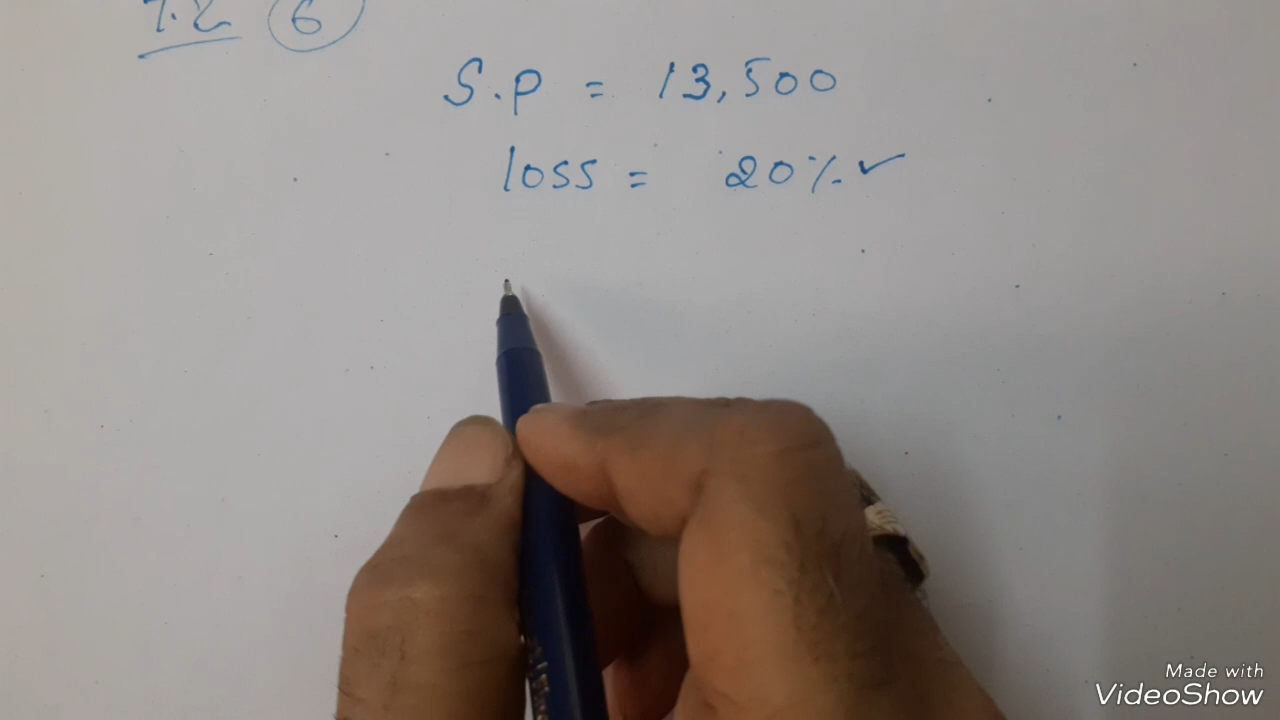 7.2 6
S.P = 13,500
loss = 20% ✓
Made with
VideoShow